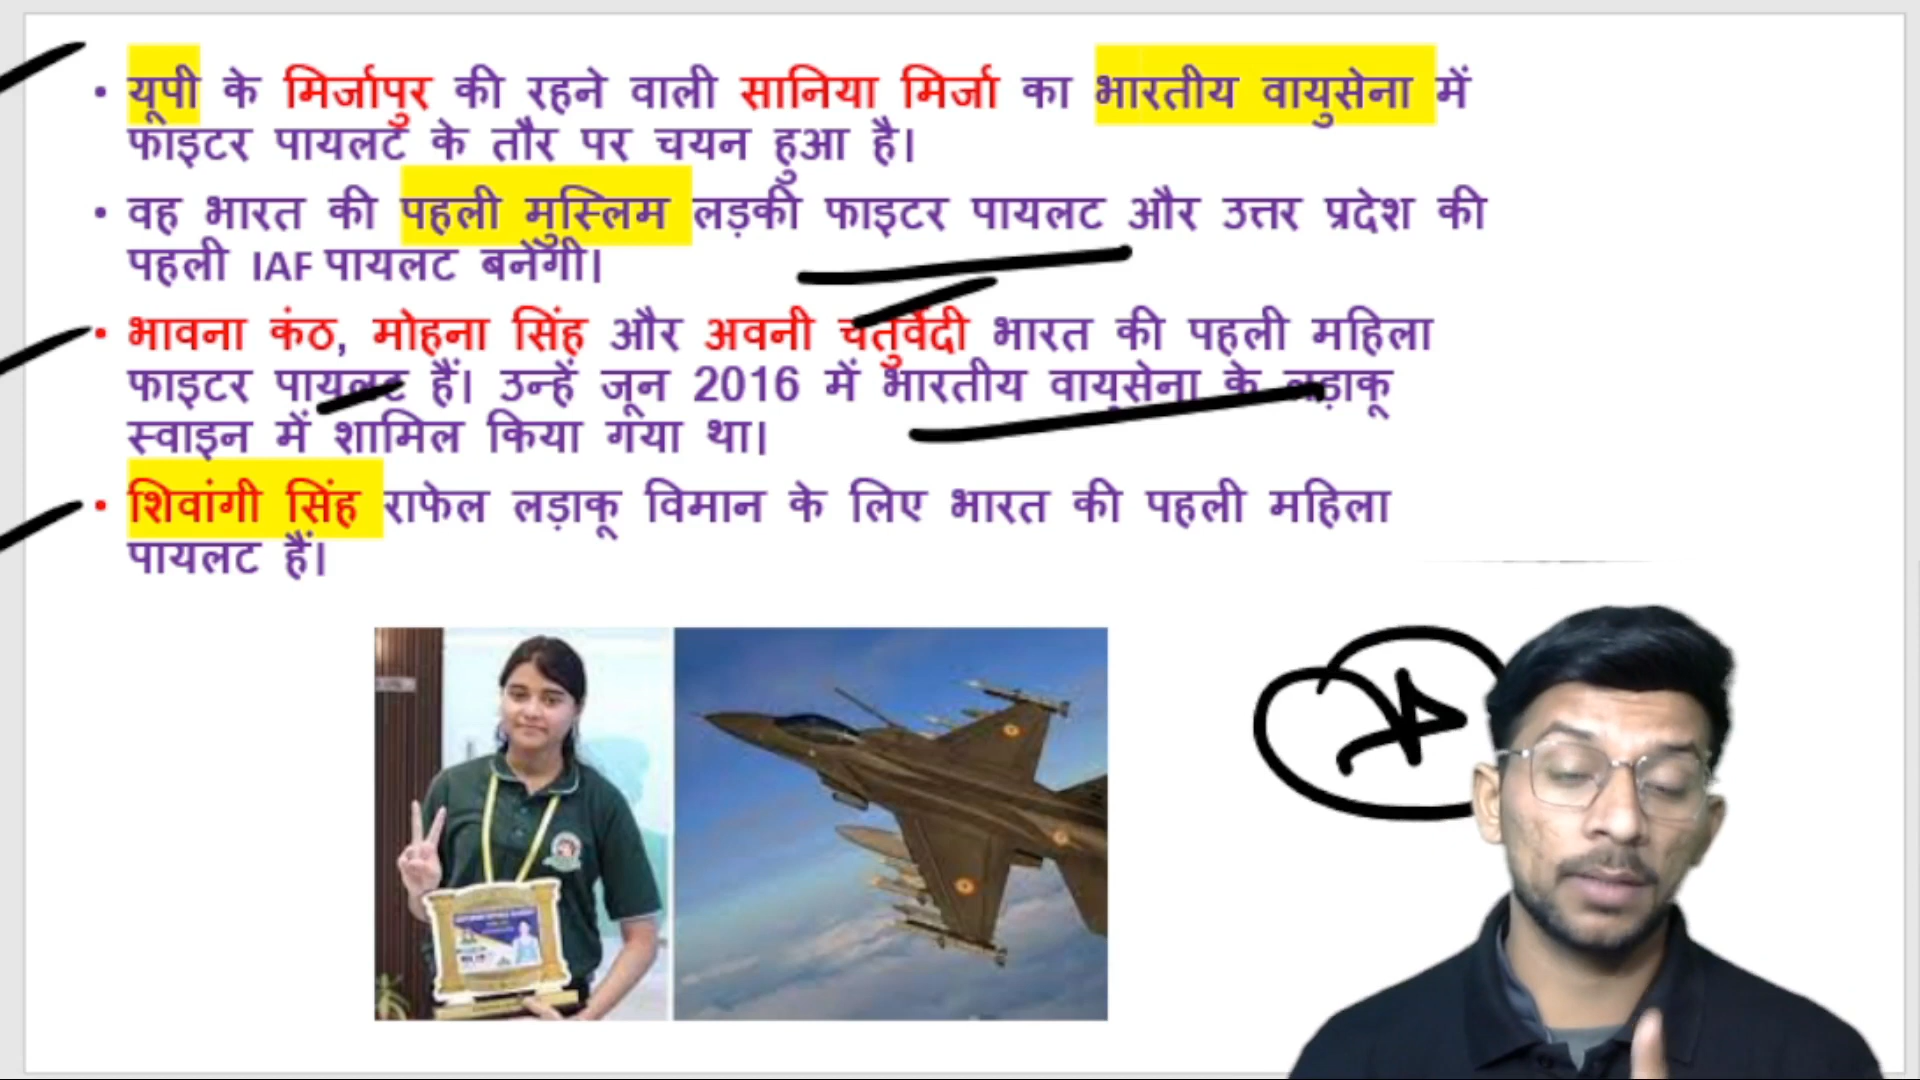 • यूपी के मिर्जापुर की रहने वाली सानिया मिर्जा का भारतीय वायुसेना में
फाइटर पायलट के तौर पर चयन हुआ है।
• वह भारत की पहली मुस्लिम लड़की फाइटर पायलट और उत्तर प्रदेश की
पहली IAF पायलट बनेंगी।
• भावना कंठ, मोहना सिंह और अवनी चतुर्वेदी भारत की पहली महिला
फाइटर पायलट हैं। उन्हें जून 2016 में भारतीय वायुसेना के लड़ाकू
स्वाइन में शामिल किया गया था।
• शिवांगी सिंह राफेल लड़ाकू विमान के लिए भारत की पहली महिला
पायलट हैं।